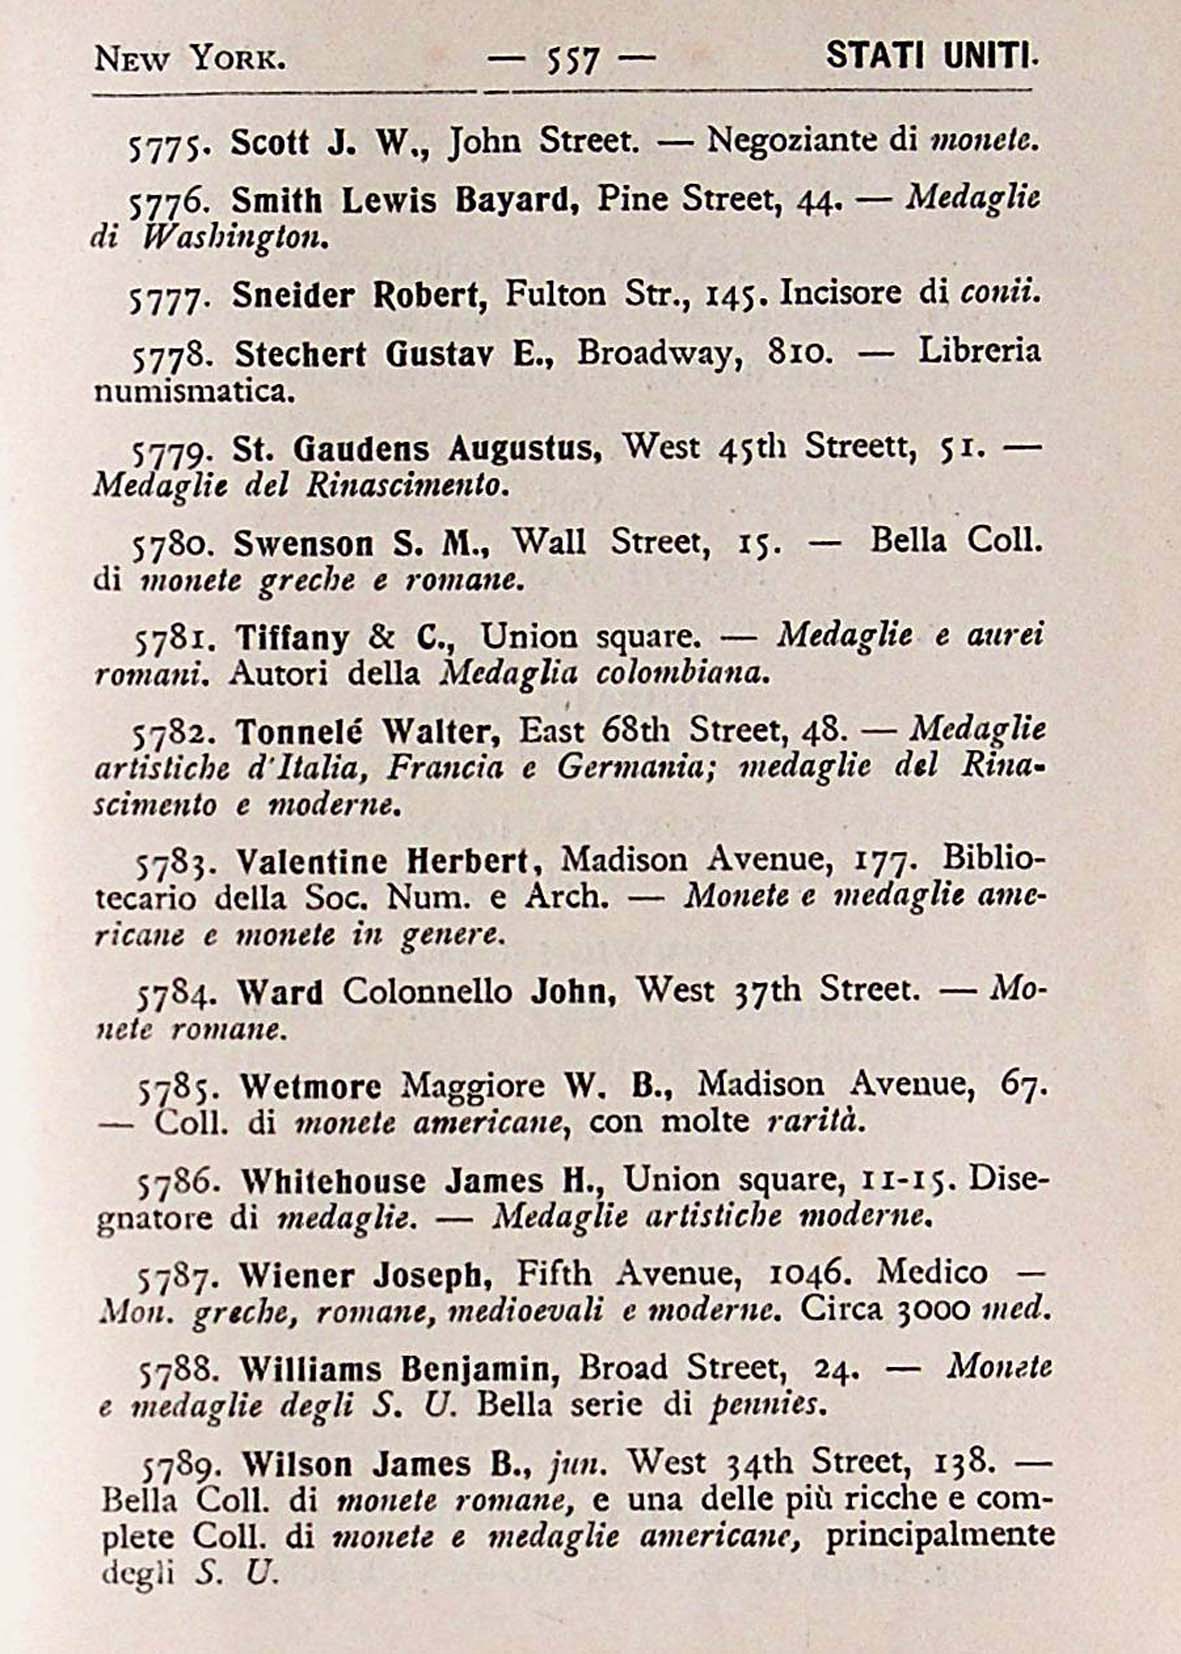 NEW YORK. — 557 — STATI UNITI.
5775. Scott J. W., John Street. — Negoziante di monete.
5776. Smith Lewis Bayard, Pine Street, 44. — Medaglie
di Washington.
5777. Sneider Robert, Fulton Str., 145. Incisore di conii.
5778. Stechert Gustav E., Broadway, 810. — Libreria
numismatica.
5779. St. Gaudens Augustus, West 45th Streett, 51. —
Medaglie del Rinascimento.
5780. Swenson S. M., Wall Street, 15. — Bella Coll.
di monete greche e romane.
5781. Tiffany & C., Union square. — Medaglie e aurei
romani. Autori della Medaglia colombiana.
5782. Tonnelé Walter, East 68th Street, 48. — Medaglie
artistiche d'Italia, Francia e Germania; medaglie del Rina-
scimento e moderne.
5783. Valentine Herbert, Madison Avenue, 177. Biblio-
tecario della Soc. Num. e Arch. — Monete e medaglie ame-
ricane e monete in genere.
5784. Ward Colonnello John, West 37th Street. — Mo-
nete romane.
5785. Wetmore Maggiore W. B., Madison Avenue, 67.
— Coll. di monete americane, con molte rarità.
5786. Whitehouse James H., Union square, 11-15. Dise-
gnatore di medaglie. — Medaglie artistiche moderne.
5787. Wiener Joseph, Fifth Avenue, 1046. Medico —
Mon. greche, romane, medioevali e moderne. Circa 3000 med.
5788. Williams Benjamin, Broad Street, 24. — Monete
e medaglie degli S. U. Bella serie di pennies.
5789. Wilson James B., jun. West 34th Street, 138. —
Bella Coll. di monete romane, e una delle più ricche e com-
plete Coll. di monete e medaglie americane, principalmente
degli S. U.